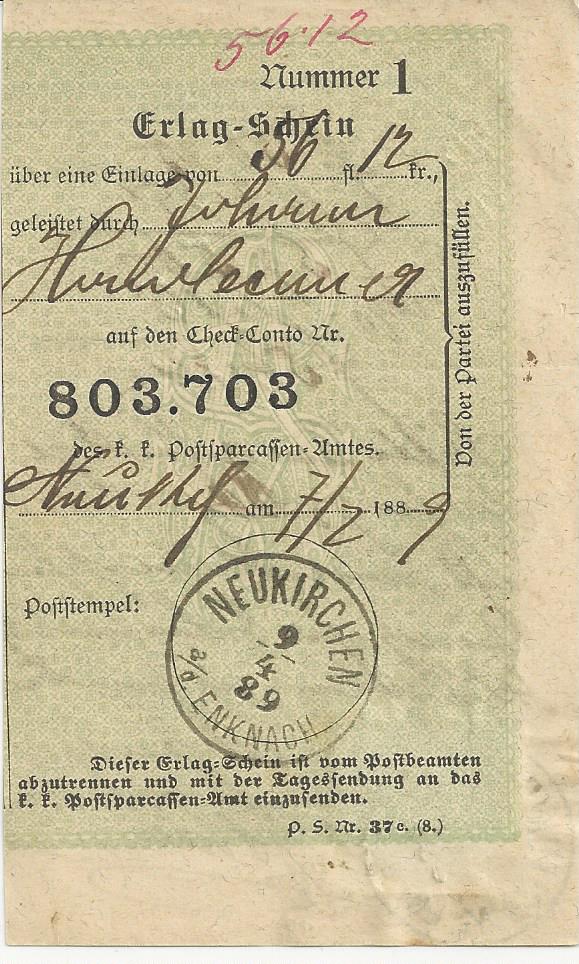 56·12
Nummer 1
Erlag-Schein
über eine Einlage von 56 fl. 12 kr.,
geleistet durch Johann
auf den Check-Conto Nr.
803.703
des k. k. Postsparcassen-Amtes.
am 7/2 1889
Von der Partei auszufüllen.
Poststempel:
NEUKIRCHEN
9
4
89
a/d. ENKNACH
Dieser Erlag-Schein ist vom Postbeamten
abzutrennen und mit der Tagessendung an das
k. k. Postsparcassen-Amt einzusenden.
P. S. Nr. 37c. (8.)